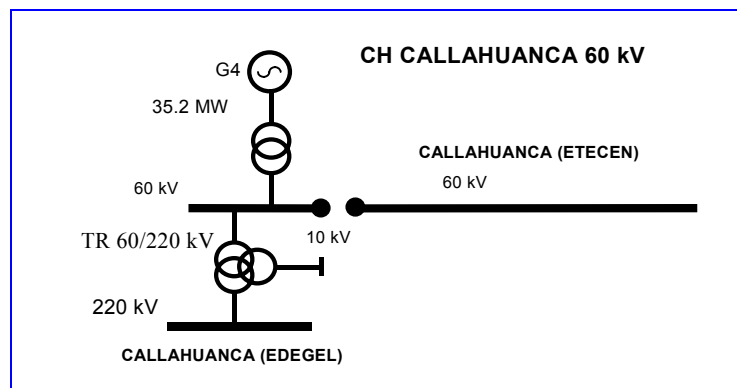 CH CALLAHUANCA 60 kV
G4
35.2 MW
CALLAHUANCA (ETECEN)
60 kV
60 kV
10 kV
TR 60/220 kV
220 kV
CALLAHUANCA (EDEGEL)